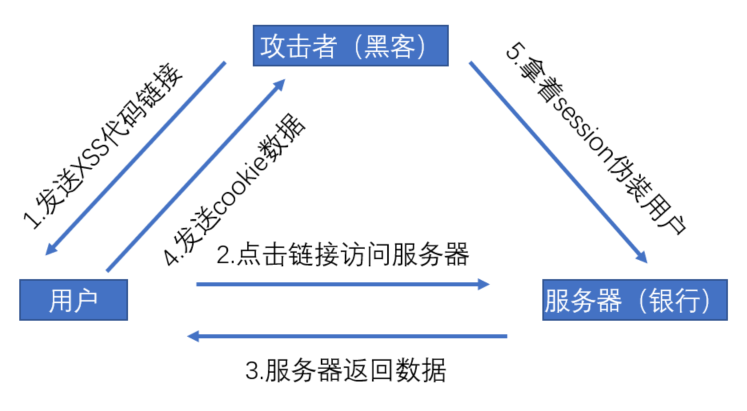 攻击者（黑客）
1.发送XSS代码链接
4.发送cookie数据
5.拿着session伪装用户
2.点击链接访问服务器
用户
服务器（银行）
3.服务器返回数据